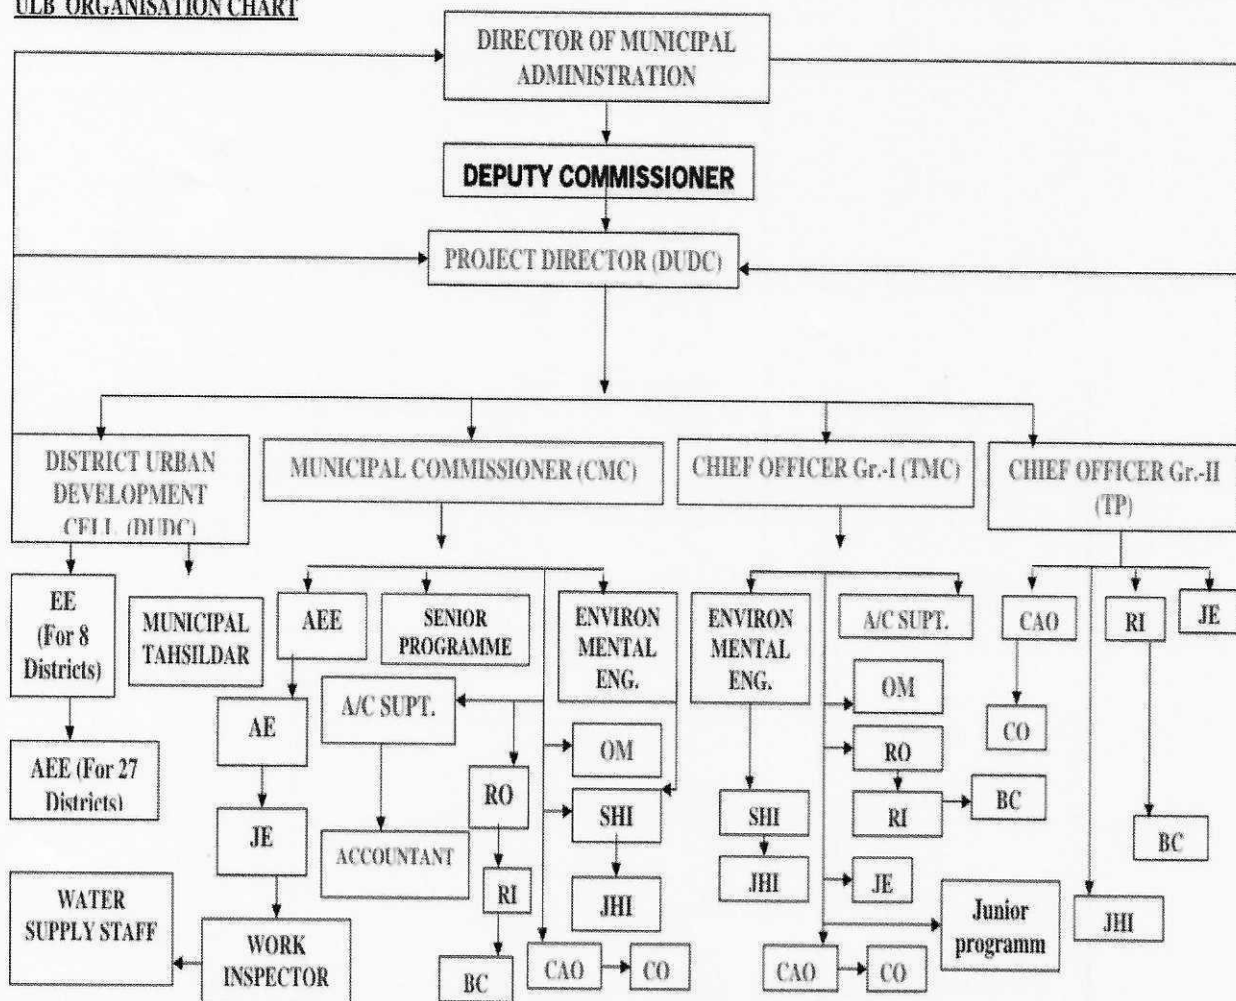 ULB ORGANISATION CHART
DIRECTOR OF MUNICIPAL
ADMINISTRATION
DEPUTY COMMISSIONER
PROJECT DIRECTOR (DUDC)
DISTRICT URBAN
DEVELOPMENT
CELL (DUDC)
MUNICIPAL COMMISSIONER (CMC)
CHIEF OFFICER Gr.-I (TMC)
CHIEF OFFICER Gr.-II
(TP)
EE
(For 8
Districts)
MUNICIPAL
TAHSILDAR
AEE
SENIOR
PROGRAMME
ENVIRON
MENTAL
ENG.
ENVIRON
MENTAL
ENG.
A/C SUPT.
CAO
RI
JE
AEE (For 27
Districts)
AE
A/C SUPT.
OM
OM
CO
RO
RO
JE
SHI
SHI
RI
BC
BC
ACCOUNTANT
RI
JHI
JHI
JE
WATER
SUPPLY STAFF
Junior
programm
JHI
WORK
INSPECTOR
BC
CAO
CO
CAO
CO